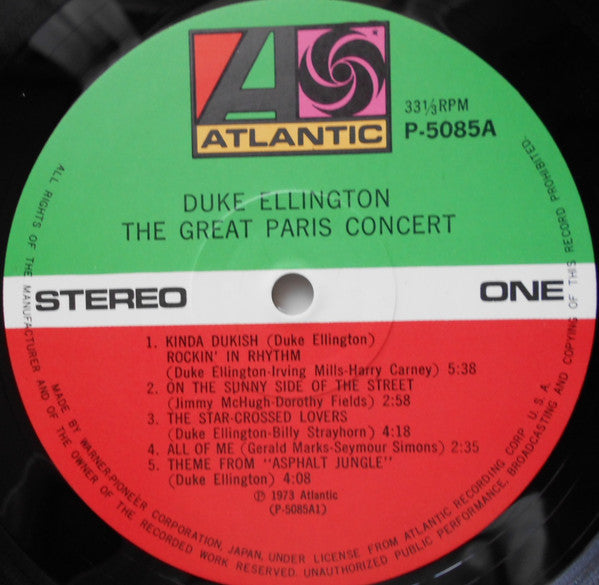 ATLANTIC
33⅓RPM
P-5085A
DUKE ELLINGTON
THE GREAT PARIS CONCERT
STEREO
ONE
1. KINDA DUKISH (Duke Ellington)
ROCKIN' IN RHYTHM
(Duke Ellington-Irving Mills-Harry Carney) 5:38
2. ON THE SUNNY SIDE OF THE STREET
(Jimmy McHugh-Dorothy Fields) 2:58
3. THE STAR-CROSSED LOVERS
(Duke Ellington-Billy Strayhorn) 4:18
4. ALL OF ME (Gerald Marks-Seymour Simons) 2:35
5. THEME FROM "ASPHALT JUNGLE"
(Duke Ellington) 4:08
℗ 1973 Atlantic
(P-5085A1)
MADE BY WARNER-PIONEER CORPORATION, JAPAN, UNDER LICENSE FROM ATLANTIC RECORDING CORP. U.S.A.
ALL RIGHTS OF THE MANUFACTURER AND OF THE OWNER OF THE RECORDED WORK RESERVED. UNAUTHORIZED PUBLIC PERFORMANCE, BROADCASTING AND COPYING OF THIS RECORD PROHIBITED.